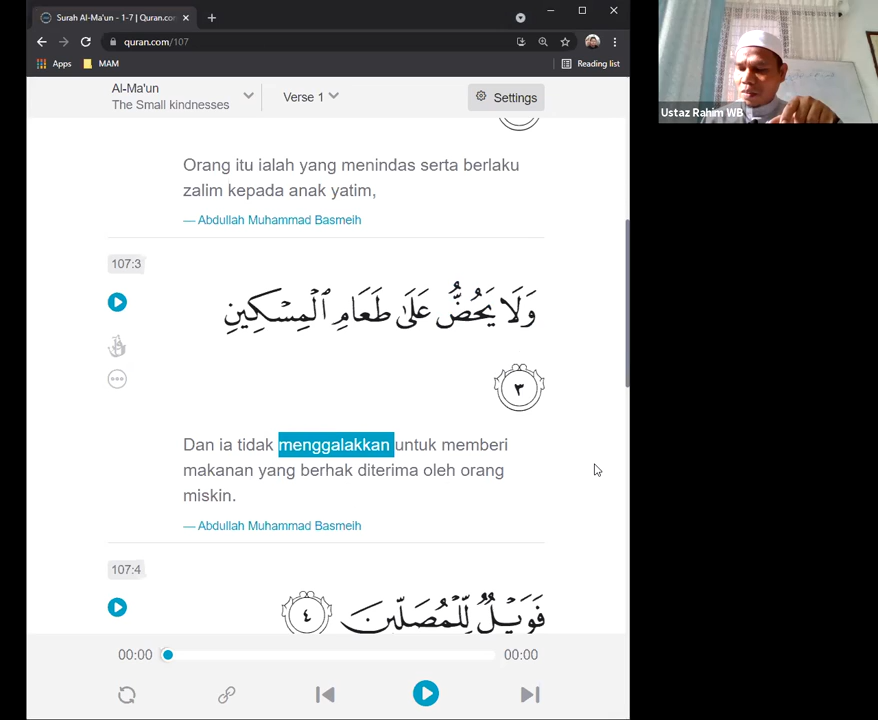 Surah Al-Ma'un - 1-7 | Quran.com
quran.com/107
Apps
MAM
Reading list
Al-Ma'un
The Small kindnesses
Verse 1
Settings
Ustaz Rahim WB
Orang itu ialah yang menindas serta berlaku
zalim kepada anak yatim,
— Abdullah Muhammad Basmeih
107:3
وَلَا يَحُضُّ عَلَىٰ طَعَامِ ٱلْمِسْكِينِ
٣
Dan ia tidak menggalakkan untuk memberi
makanan yang berhak diterima oleh orang
miskin.
— Abdullah Muhammad Basmeih
107:4
فَوَيْلٌ لِّلْمُصَلِّينَ ٤
00:00
00:00